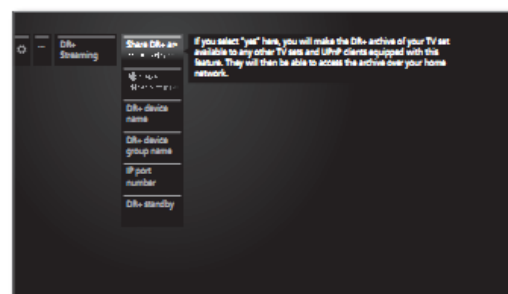 DR+
Streaming
Share DR+ ar
If you select "yes" here, you will make the DR+ archive of your TV set
available to any other TV sets and UPnP clients equipped with this
feature. They will then be able to access the archive over your home
network.
DR+ device
name
DR+ device
group name
IP port
number
DR+ standby